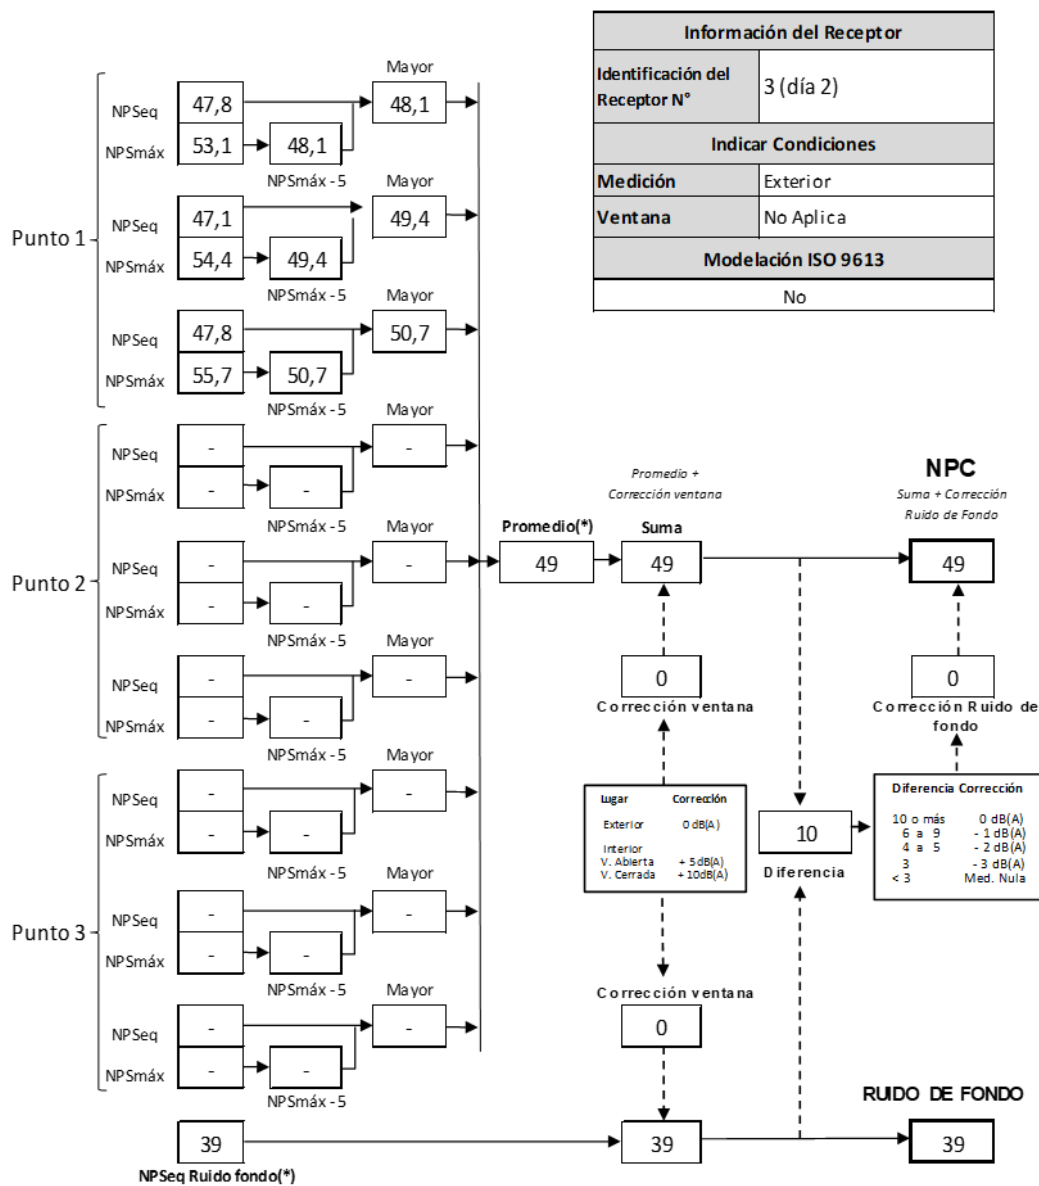 Información del Receptor
Identificación del Receptor N°
3 (día 2)
Indicar Condiciones
Medición
Exterior
Ventana
No Aplica
Modelación ISO 9613
No
Punto 1
Mayor
NPSeq
47,8
48,1
NPSmáx
53,1
48,1
NPSmáx - 5
Mayor
NPSeq
47,1
49,4
NPSmáx
54,4
49,4
NPSmáx - 5
Mayor
NPSeq
47,8
50,7
NPSmáx
55,7
50,7
NPSmáx - 5
Punto 2
Mayor
NPSeq
-
-
NPSmáx
-
-
NPSmáx - 5
Mayor
NPSeq
-
-
NPSmáx
-
-
NPSmáx - 5
Mayor
NPSeq
-
-
NPSmáx
-
-
NPSmáx - 5
Punto 3
Mayor
NPSeq
-
-
NPSmáx
-
-
NPSmáx - 5
Mayor
NPSeq
-
-
NPSmáx
-
-
NPSmáx - 5
Mayor
NPSeq
-
-
NPSmáx
-
-
NPSmáx - 5
Promedio(*)
49
Promedio +
Corrección ventana
Suma
49
NPC
Suma + Corrección
Ruido de Fondo
49
0
Corrección ventana
0
Corrección Ruido de
fondo
Lugar Corrección
Exterior 0 dB(A)
Interior
V. Abierta + 5dB(A)
V. Cerrada + 10dB(A)
10
Diferencia
Diferencia Corrección
10 o más 0 dB(A)
6 a 9 - 1 dB(A)
4 a 5 - 2 dB(A)
3 - 3 dB(A)
< 3 Med. Nula
Corrección ventana
0
RUIDO DE FONDO
39
39
39
NPSeq Ruido fondo(*)